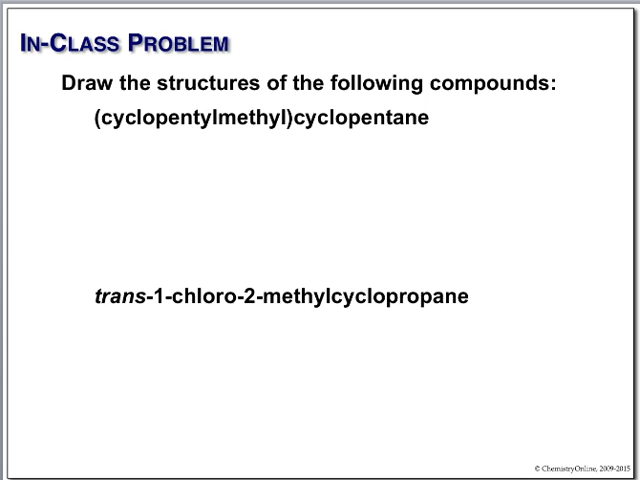 IN-CLASS PROBLEM
Draw the structures of the following compounds:
(cyclopentylmethyl)cyclopentane
trans-1-chloro-2-methylcyclopropane
© ChemistryOnline, 2009-2015